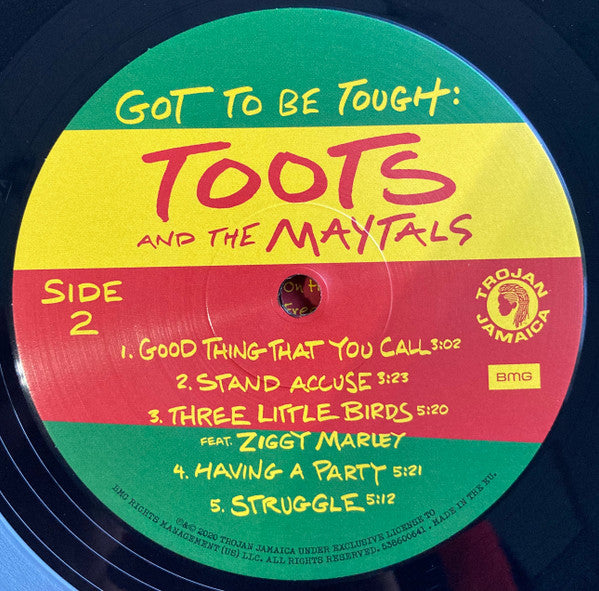 GOT TO BE TOUGH:
TOOTS
AND THE MAYTALS
SIDE
2
TROJAN
JAMAICA
BMG
1. GOOD THING THAT YOU CALL 3:02
2. STAND ACCUSE 3:23
3. THREE LITTLE BIRDS 5:20
FEAT. ZIGGY MARLEY
4. HAVING A PARTY 5:21
5. STRUGGLE 5:12
℗&© 2020 TROJAN JAMAICA UNDER EXCLUSIVE LICENSE TO
BMG RIGHTS MANAGEMENT (US) LLC. ALL RIGHTS RESERVED. 538600641 . MADE IN THE EU.